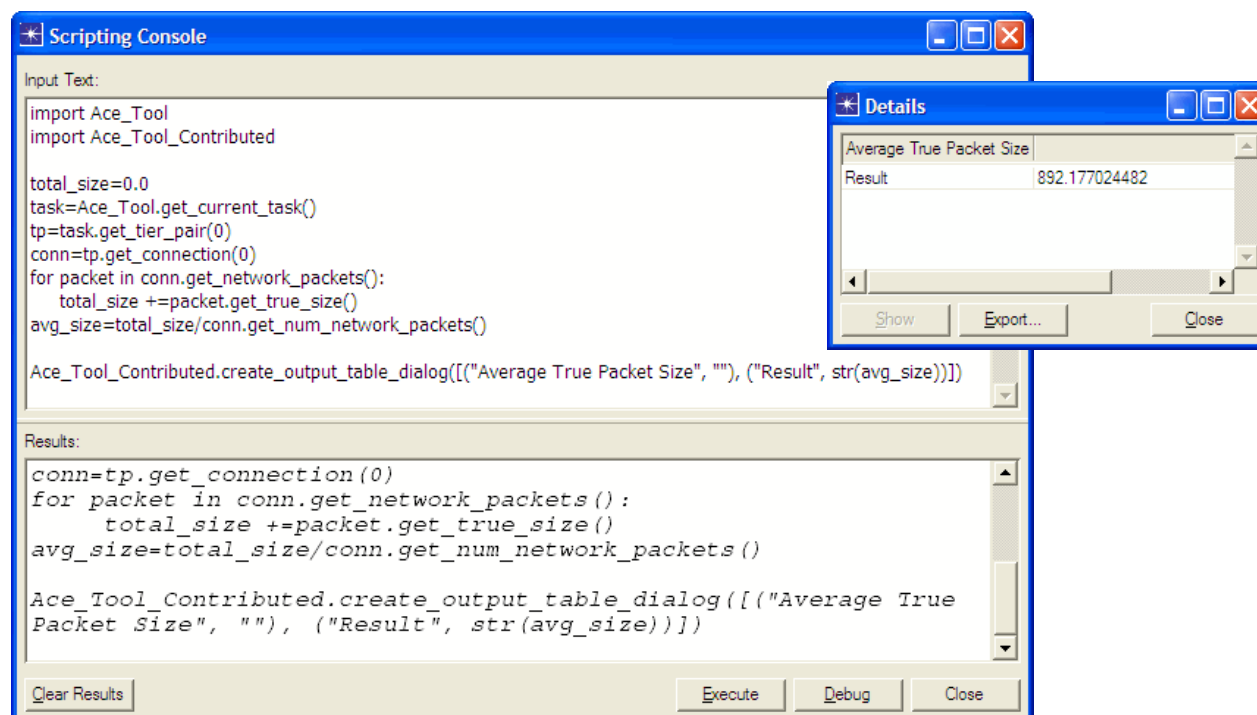 Scripting Console
Input Text:
import Ace_Tool
import Ace_Tool_Contributed
total_size=0.0
task=Ace_Tool.get_current_task()
tp=task.get_tier_pair(0)
conn=tp.get_connection(0)
for packet in conn.get_network_packets():
total_size +=packet.get_true_size()
avg_size=total_size/conn.get_num_network_packets()
Ace_Tool_Contributed.create_output_table_dialog([("Average True Packet Size", ""), ("Result", str(avg_size))])
Results:
conn=tp.get_connection(0)
for packet in conn.get_network_packets():
total_size +=packet.get_true_size()
avg_size=total_size/conn.get_num_network_packets()
Ace_Tool_Contributed.create_output_table_dialog([("Average True
Packet Size", ""), ("Result", str(avg_size))])
Clear Results Execute Debug Close
Details
Average True Packet Size
Result 892.177024482
Show Export... Close